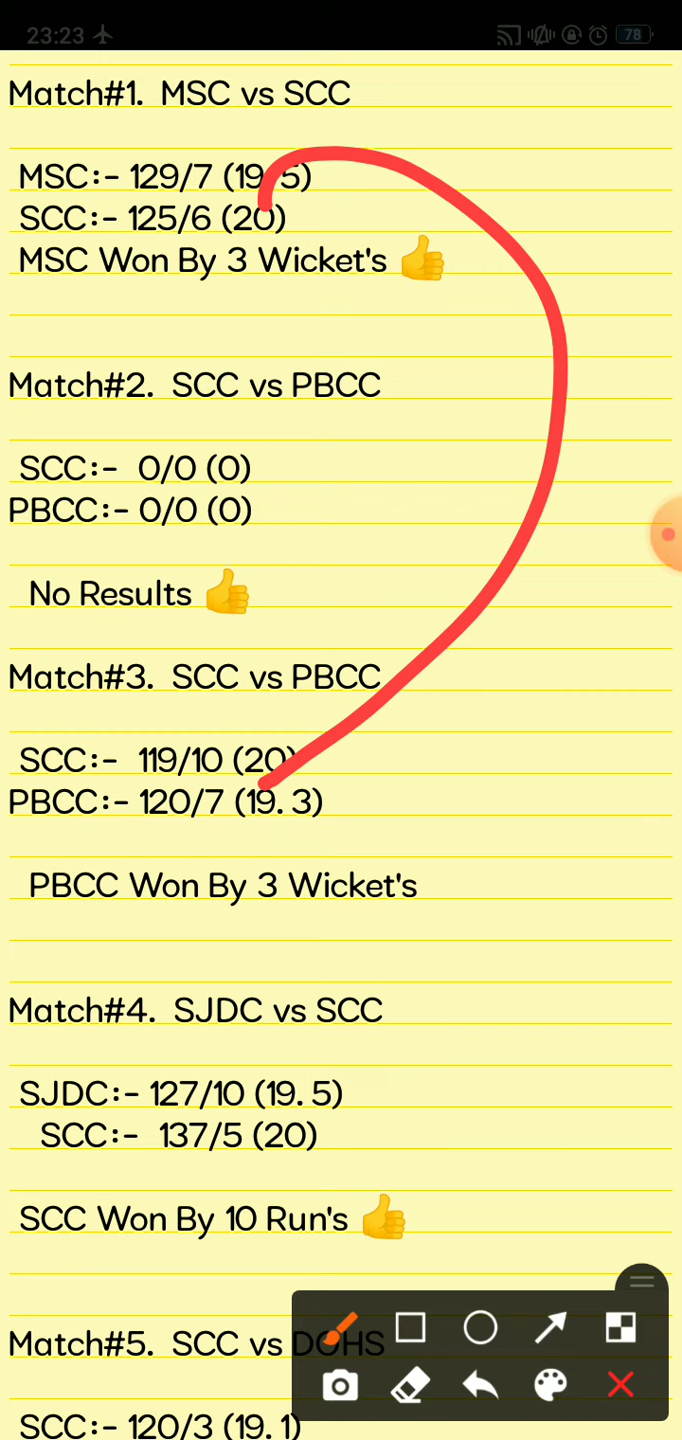 23:23
78
Match#1. MSC vs SCC
MSC:- 129/7 (19.5)
SCC:- 125/6 (20)
MSC Won By 3 Wicket's 👍
Match#2. SCC vs PBCC
SCC:- 0/0 (0)
PBCC:- 0/0 (0)
No Results 👍
Match#3. SCC vs PBCC
SCC:- 119/10 (20)
PBCC:- 120/7 (19. 3)
PBCC Won By 3 Wicket's
Match#4. SJDC vs SCC
SJDC:- 127/10 (19. 5)
SCC:- 137/5 (20)
SCC Won By 10 Run's 👍
Match#5. SCC vs DOHS
SCC:- 120/3 (19. 1)